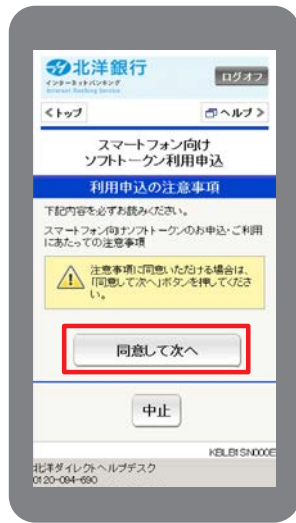 北洋銀行
インターネットバンキング
Internet Banking Service
ログオフ
<トップ
ヘルプ>
スマートフォン向け
ソフトトークン利用申込
利用申込の注意事項
下記内容を必ずお読みください。
スマートフォン向けソフトトークンのお申込・ご利用
にあたっての注意事項
注意事項に同意いただける場合は、
「同意して次へ」ボタンを押してくださ
い。
同意して次へ
中止
KBLB1SN000E
北洋ダイレクトヘルプデスク
0120-094-690